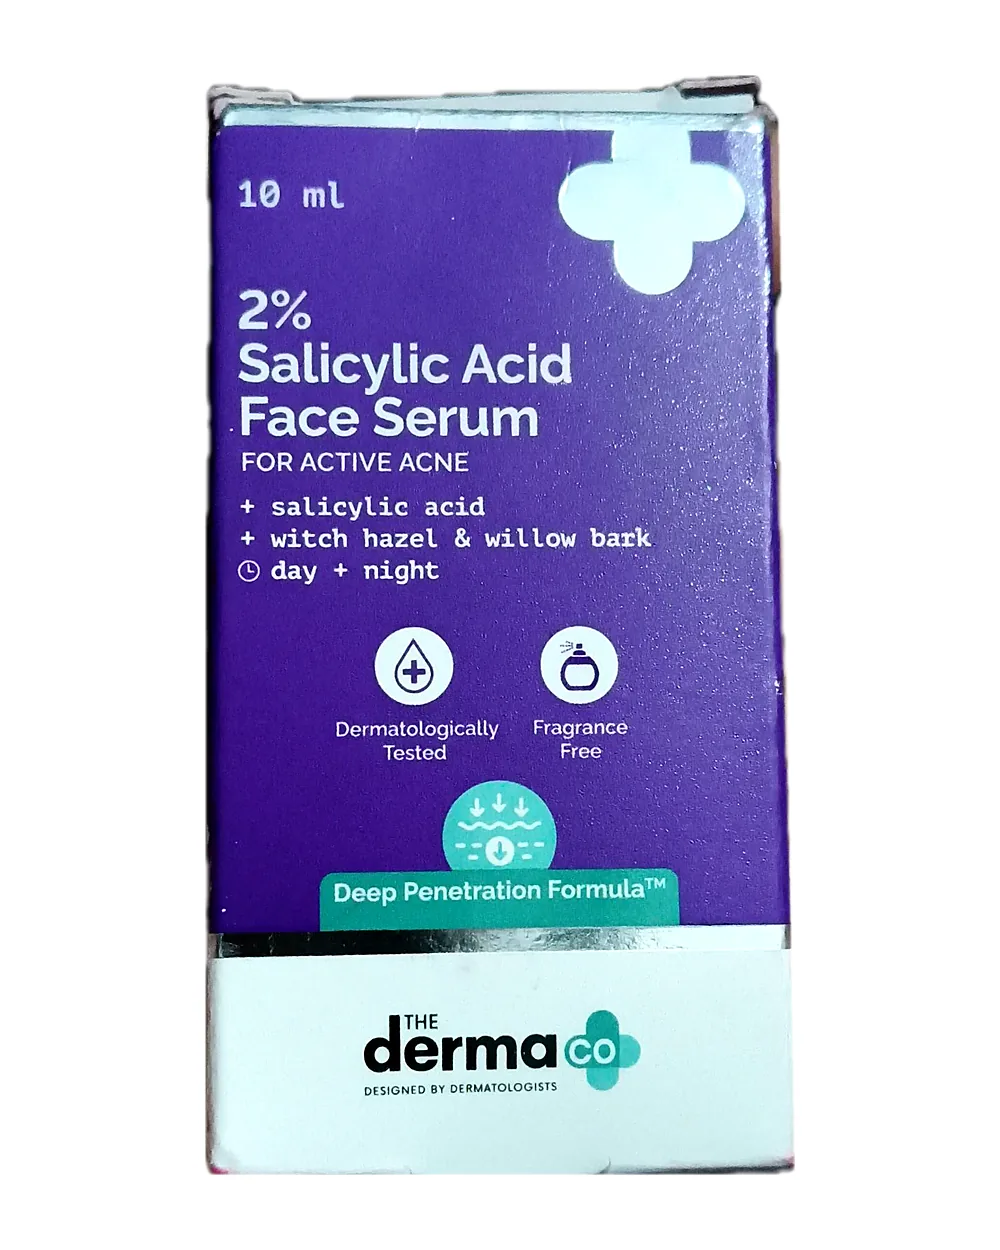 10 ml
2%
Salicylic Acid
Face Serum
FOR ACTIVE ACNE
+ salicylic acid
+ witch hazel & willow bark
day + night
Dermatologically
Tested
Fragrance
Free
Deep Penetration Formula™
THE
derma co
DESIGNED BY DERMATOLOGISTS